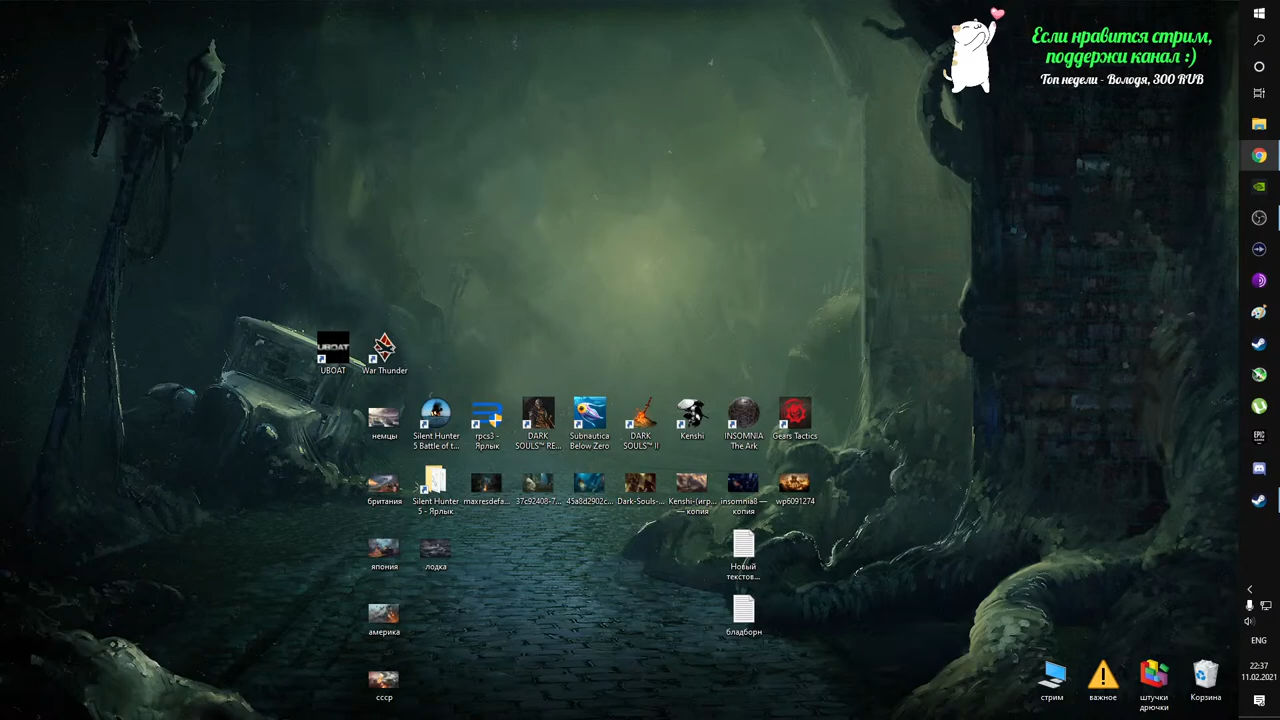 Если нравится стрим,
поддержи канал :)
Топ недели - Володя, 300 RUB
UBOAT
UBOAT
War Thunder
немцы
Silent Hunter
5 Battle of t...
rpcs3 -
Ярлык
DARK
SOULS™ RE...
Subnautica
Below Zero
DARK
SOULS™ II
Kenshi
INSOMNIA
The Ark
Gears Tactics
британия
Silent Hunter
5 - Ярлык
maxresdefa...
37c92408-7...
45a8d2902c...
Dark-Souls-...
Kenshi-(игр...
— копия
insomnia8 —
копия
wp6091274
япония
лодка
Новый
текстов...
америка
бладборн
ссср
стрим
важное
штучки
дрючки
Корзина
EPIC
GAMES
ENG
22:37
11.02.2021